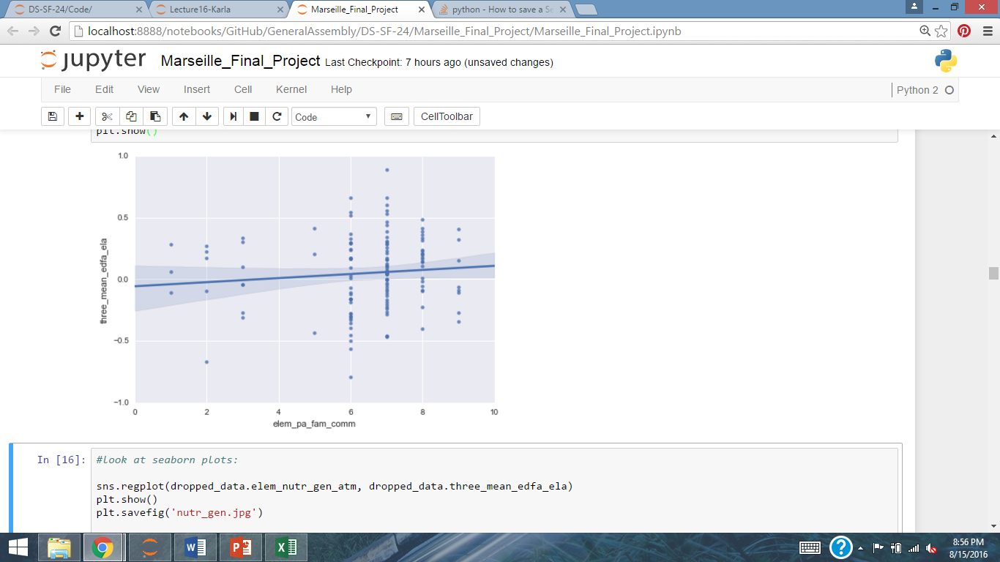 DS-SF-24/Code/
Lecture16-Karla
Marseille_Final_Project
python - How to save a Se
localhost:8888/notebooks/GitHub/GeneralAssembly/DS-SF-24/Marseille_Final_Project/Marseille_Final_Project.ipynb
jupyter Marseille_Final_Project Last Checkpoint: 7 hours ago (unsaved changes)
File Edit View Insert Cell Kernel Help Python 2
Code CellToolbar
plt.show()
1.0
0.5
0.0
−0.5
−1.0
three_mean_edfa_ela
0 2 4 6 8 10
elem_pa_fam_comm
In [16]: #look at seaborn plots:
sns.regplot(dropped_data.elem_nutr_gen_atm, dropped_data.three_mean_edfa_ela)
plt.show()
plt.savefig('nutr_gen.jpg')
8:56 PM
8/15/2016